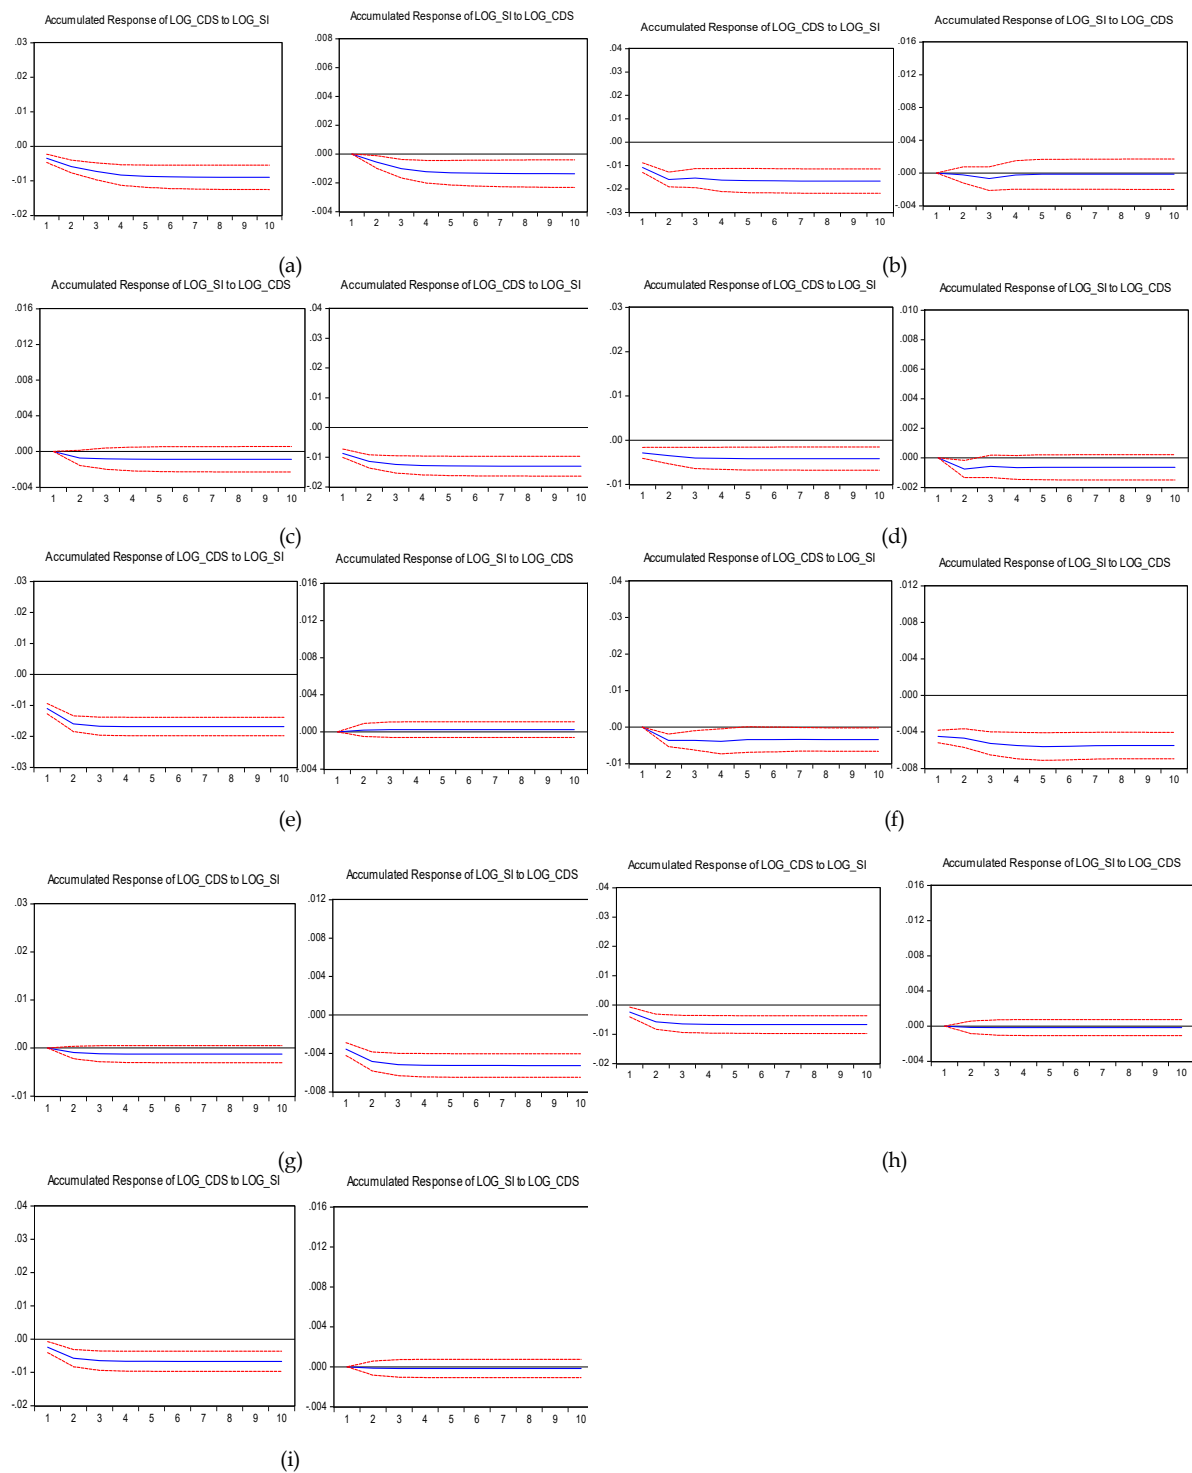 Accumulated Response of LOG_CDS to LOG_SI
.03
.02
.01
.00
-.01
-.02
1 2 3 4 5 6 7 8 9 10
Accumulated Response of LOG_SI to LOG_CDS
.008
.006
.004
.002
.000
-.002
-.004
1 2 3 4 5 6 7 8 9 10
(a)
Accumulated Response of LOG_CDS to LOG_SI
.04
.03
.02
.01
.00
-.01
-.02
-.03
1 2 3 4 5 6 7 8 9 10
Accumulated Response of LOG_SI to LOG_CDS
.016
.012
.008
.004
.000
-.004
1 2 3 4 5 6 7 8 9 10
(b)
Accumulated Response of LOG_SI to LOG_CDS
.016
.012
.008
.004
.000
-.004
1 2 3 4 5 6 7 8 9 10
Accumulated Response of LOG_CDS to LOG_SI
.04
.03
.02
.01
.00
-.01
-.02
1 2 3 4 5 6 7 8 9 10
(c)
Accumulated Response of LOG_CDS to LOG_SI
.03
.02
.01
.00
-.01
1 2 3 4 5 6 7 8 9 10
Accumulated Response of LOG_SI to LOG_CDS
.010
.008
.006
.004
.002
.000
-.002
1 2 3 4 5 6 7 8 9 10
(d)
Accumulated Response of LOG_CDS to LOG_SI
.03
.02
.01
.00
-.01
-.02
-.03
1 2 3 4 5 6 7 8 9 10
Accumulated Response of LOG_SI to LOG_CDS
.016
.012
.008
.004
.000
-.004
1 2 3 4 5 6 7 8 9 10
(e)
Accumulated Response of LOG_CDS to LOG_SI
.04
.03
.02
.01
.00
-.01
1 2 3 4 5 6 7 8 9 10
Accumulated Response of LOG_SI to LOG_CDS
.012
.008
.004
.000
-.004
-.008
1 2 3 4 5 6 7 8 9 10
(f)
Accumulated Response of LOG_CDS to LOG_SI
.03
.02
.01
.00
-.01
1 2 3 4 5 6 7 8 9 10
Accumulated Response of LOG_SI to LOG_CDS
.012
.008
.004
.000
-.004
-.008
1 2 3 4 5 6 7 8 9 10
(g)
Accumulated Response of LOG_CDS to LOG_SI
.04
.03
.02
.01
.00
-.01
-.02
1 2 3 4 5 6 7 8 9 10
Accumulated Response of LOG_SI to LOG_CDS
.016
.012
.008
.004
.000
-.004
1 2 3 4 5 6 7 8 9 10
(h)
Accumulated Response of LOG_CDS to LOG_SI
.04
.03
.02
.01
.00
-.01
-.02
1 2 3 4 5 6 7 8 9 10
Accumulated Response of LOG_SI to LOG_CDS
.016
.012
.008
.004
.000
-.004
1 2 3 4 5 6 7 8 9 10
(i)